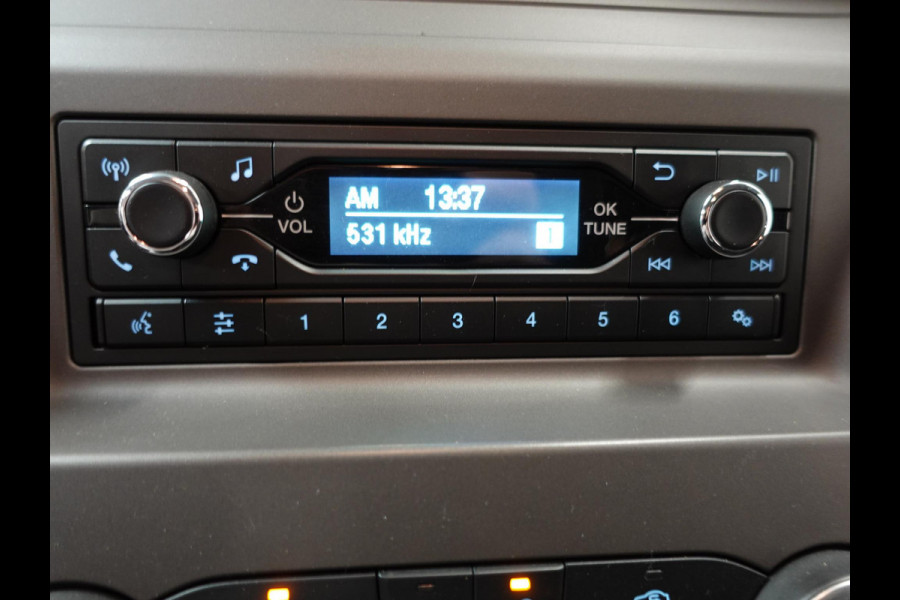 AM 13:37
531 kHz 1
VOL
OK
TUNE
1 2 3 4 5 6